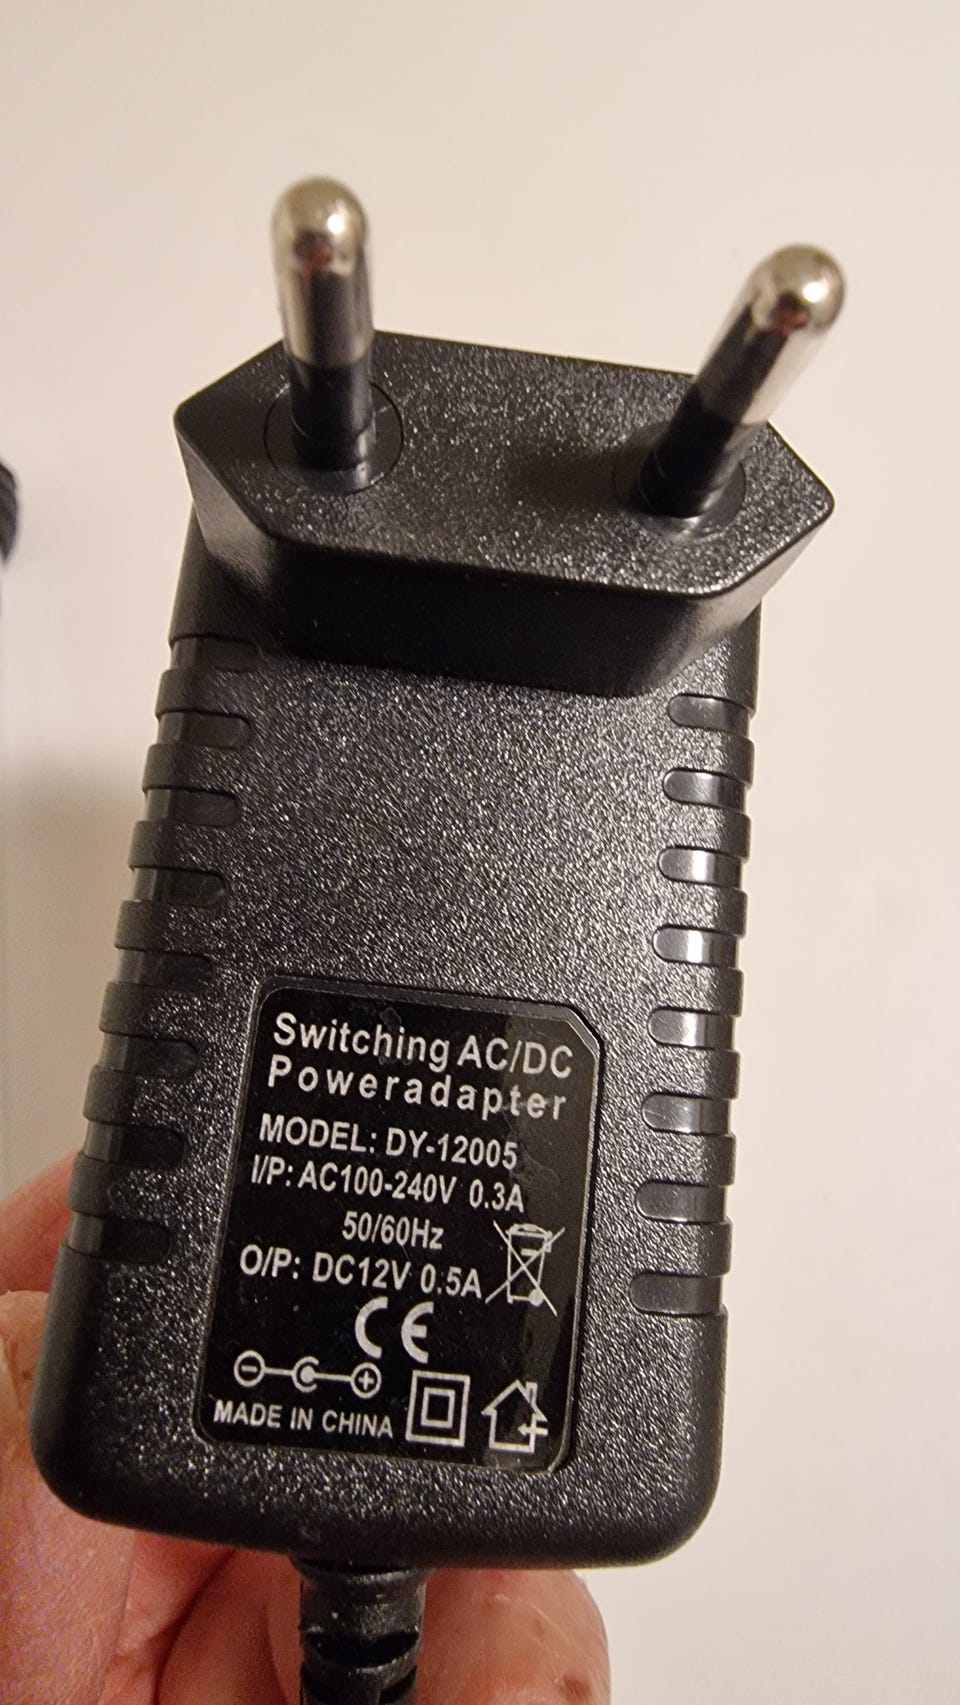 Switching AC/DC
Poweradapter
MODEL: DY-12005
I/P: AC100-240V 0.3A
50/60Hz
O/P: DC12V 0.5A
CE
- +
MADE IN CHINA